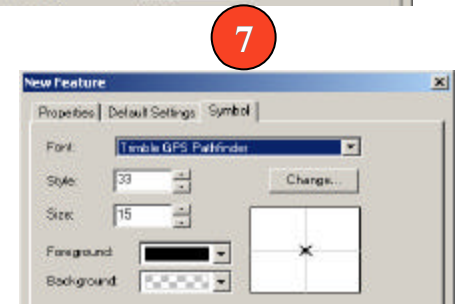 7
New Feature
Properties Default Settings Symbol
Font: Trimble GPS Pathfinder
Style: 33
Change...
Size: 15
Foreground:
Background: